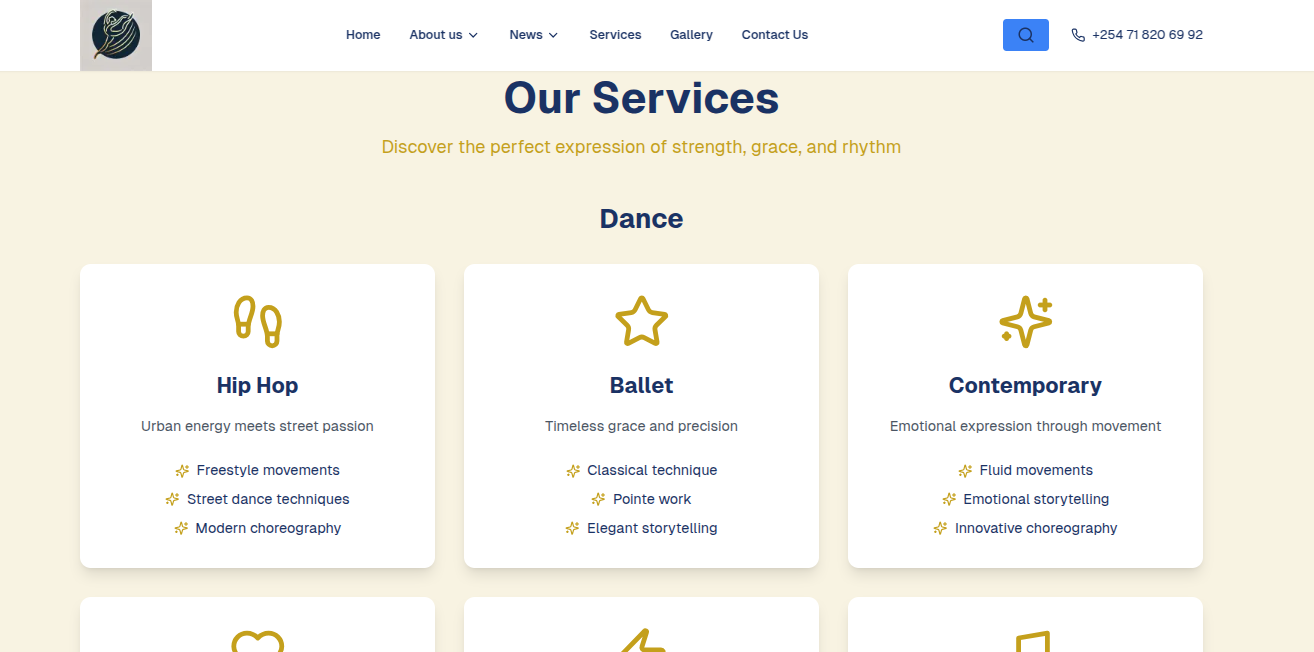 Home About us News Services Gallery Contact Us +254 71 820 69 92
Our Services
Discover the perfect expression of strength, grace, and rhythm
Dance
Hip Hop
Urban energy meets street passion
Freestyle movements
Street dance techniques
Modern choreography
Ballet
Timeless grace and precision
Classical technique
Pointe work
Elegant storytelling
Contemporary
Emotional expression through movement
Fluid movements
Emotional storytelling
Innovative choreography